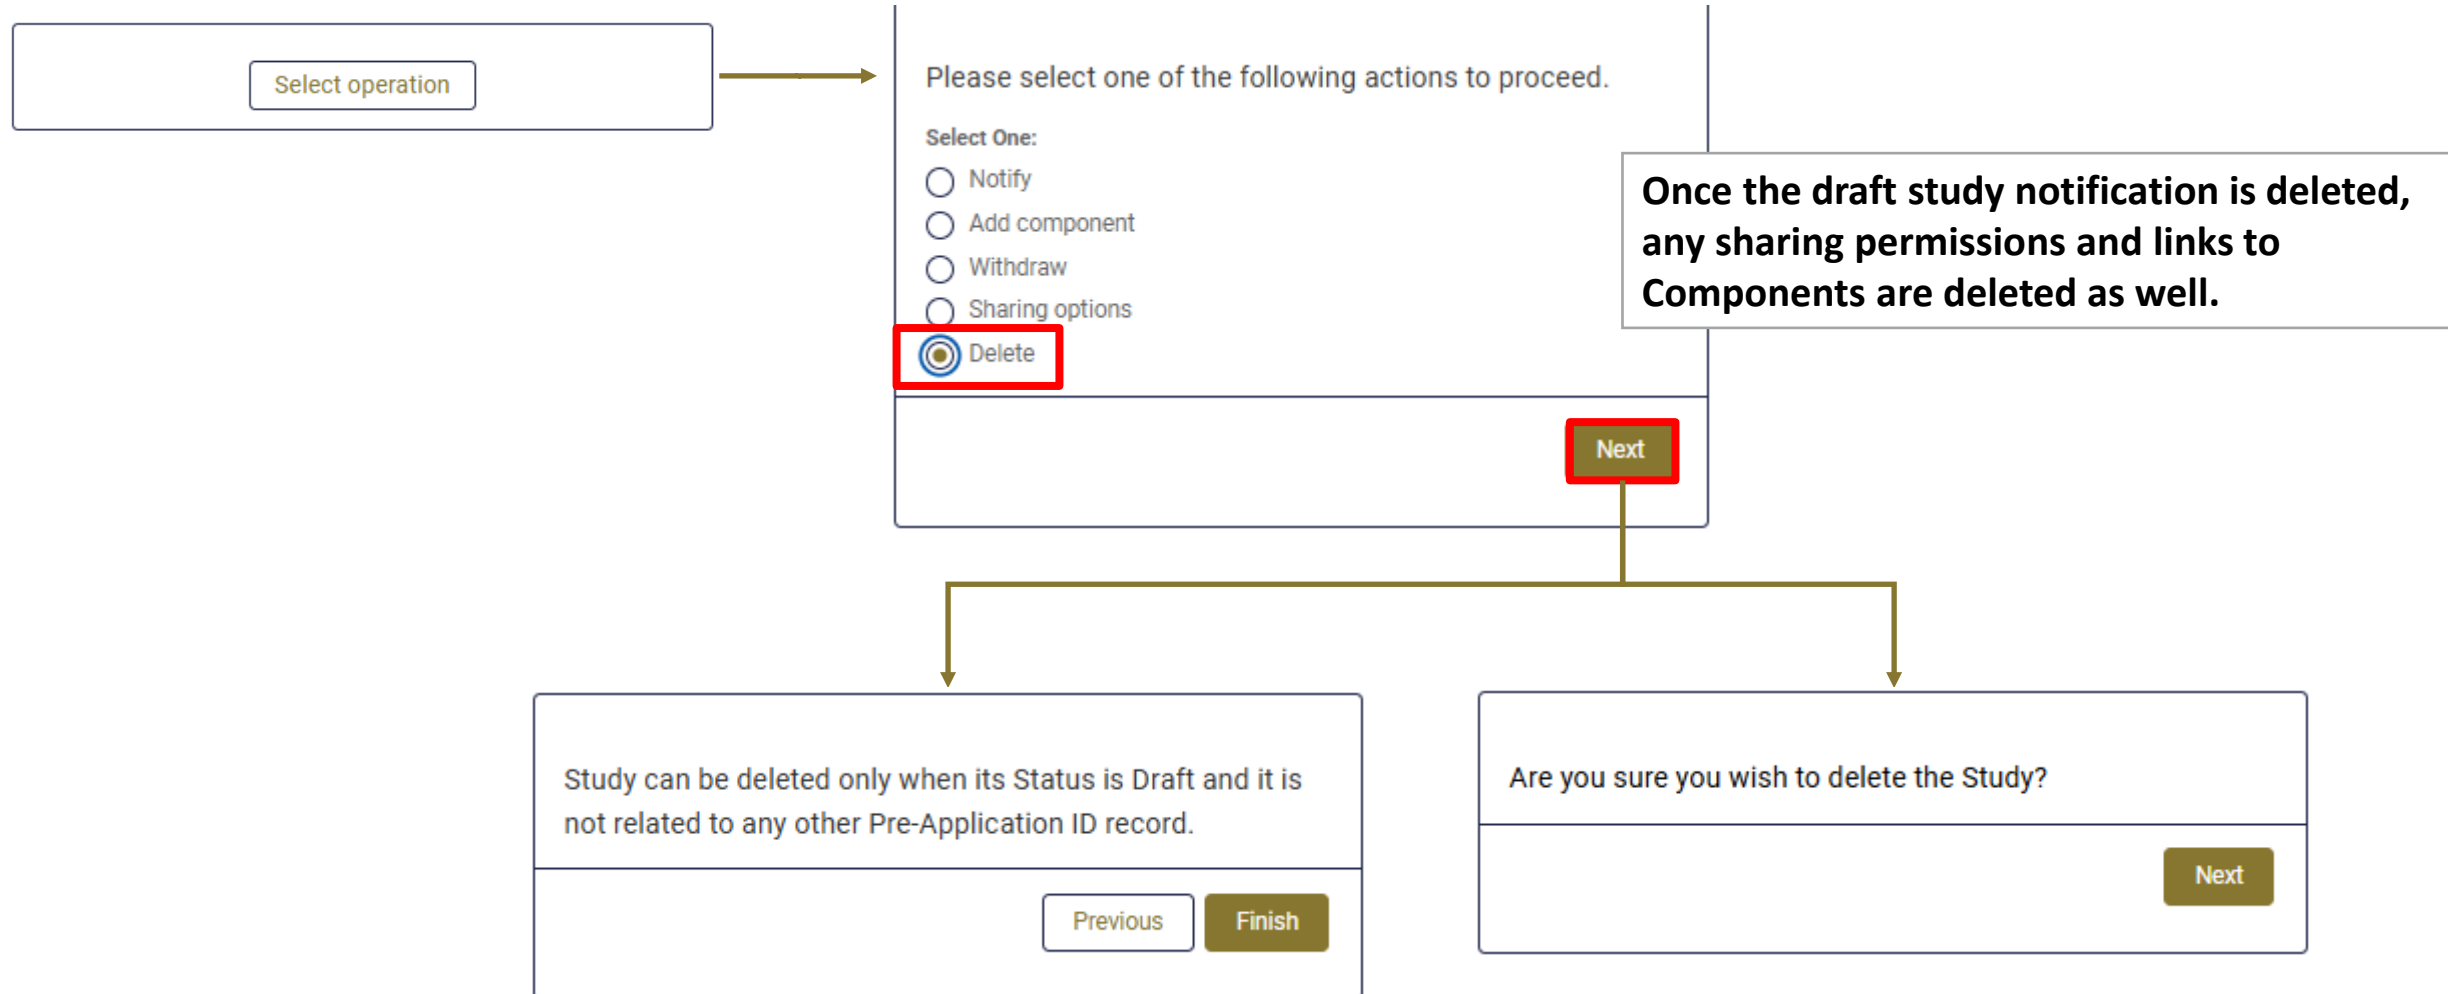 Select operation
Please select one of the following actions to proceed.
Select One:
Notify
Add component
Withdraw
Sharing options
Delete
Next
Once the draft study notification is deleted,
any sharing permissions and links to
Components are deleted as well.
Study can be deleted only when its Status is Draft and it is
not related to any other Pre-Application ID record.
Previous
Finish
Are you sure you wish to delete the Study?
Next